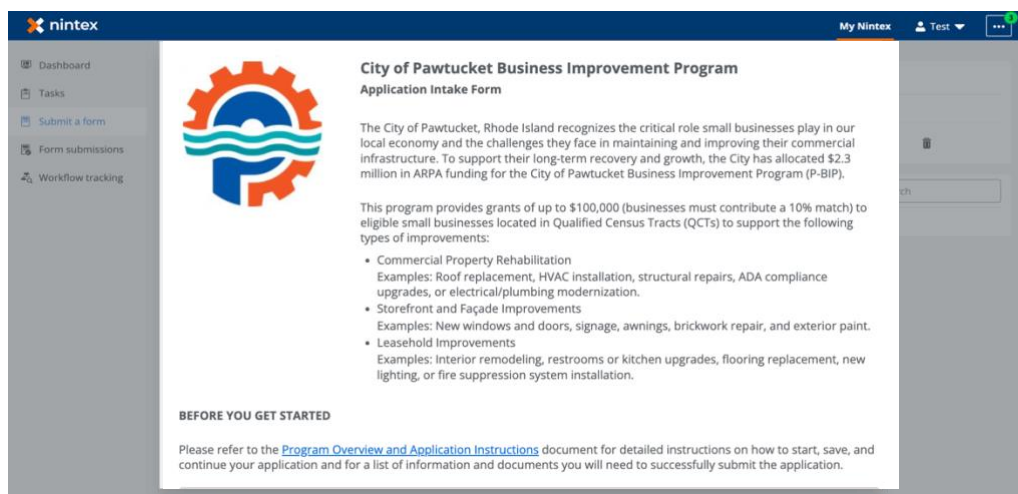 nintex
My Nintex
Test
...
3
Dashboard
Tasks
Submit a form
Form submissions
Workflow tracking
City of Pawtucket Business Improvement Program
Application Intake Form
The City of Pawtucket, Rhode Island recognizes the critical role small businesses play in our
local economy and the challenges they face in maintaining and improving their commercial
infrastructure. To support their long-term recovery and growth, the City has allocated $2.3
million in ARPA funding for the City of Pawtucket Business Improvement Program (P-BIP).
This program provides grants of up to $100,000 (businesses must contribute a 10% match) to
eligible small businesses located in Qualified Census Tracts (QCTs) to support the following
types of improvements:
• Commercial Property Rehabilitation
Examples: Roof replacement, HVAC installation, structural repairs, ADA compliance
upgrades, or electrical/plumbing modernization.
• Storefront and Façade Improvements
Examples: New windows and doors, signage, awnings, brickwork repair, and exterior paint.
• Leasehold Improvements
Examples: Interior remodeling, restrooms or kitchen upgrades, flooring replacement, new
lighting, or fire suppression system installation.
rch
BEFORE YOU GET STARTED
Please refer to the Program Overview and Application Instructions document for detailed instructions on how to start, save, and
continue your application and for a list of information and documents you will need to successfully submit the application.